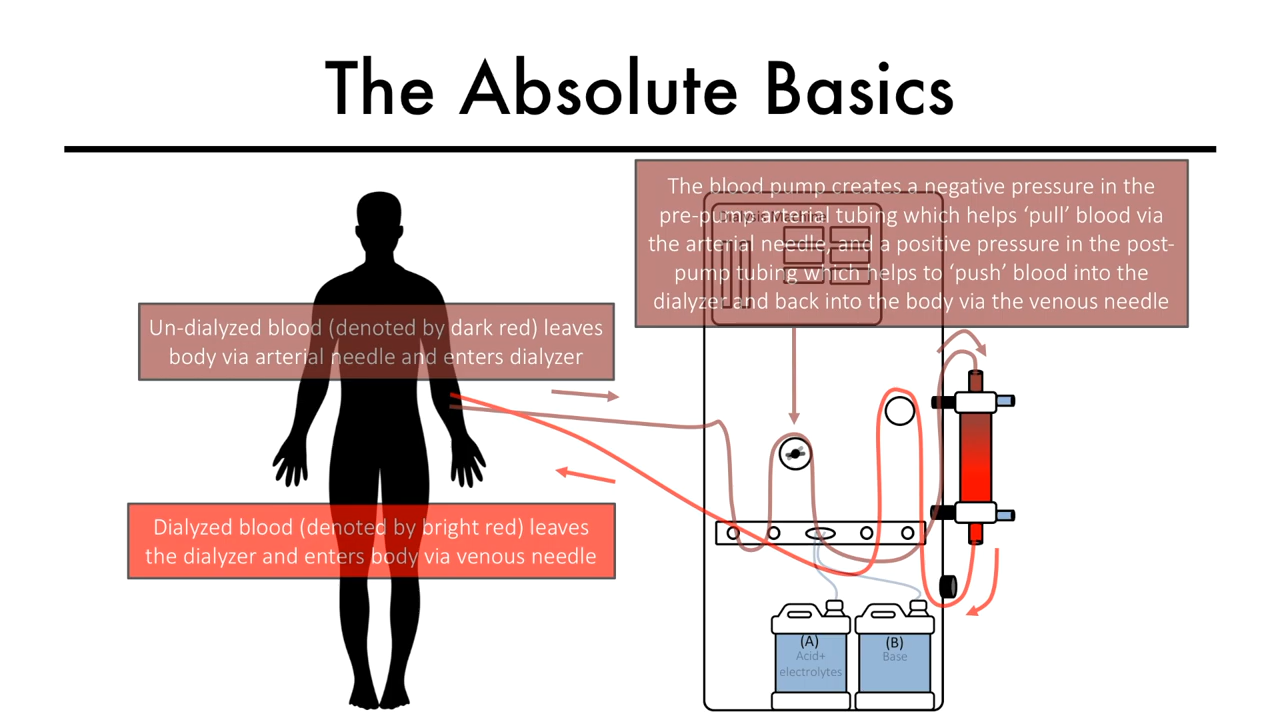 The Absolute Basics
The blood pump creates a negative pressure in the
pre-pump arterial tubing which helps ‘pull’ blood via
the arterial needle, and a positive pressure in the post-
pump tubing which helps to ‘push’ blood into the
dialyzer and back into the body via the venous needle
Un-dialyzed blood (denoted by dark red) leaves
body via arterial needle and enters dialyzer
Dialyzed blood (denoted by bright red) leaves
the dialyzer and enters body via venous needle
(A)
Acid+
electrolytes
(B)
Base